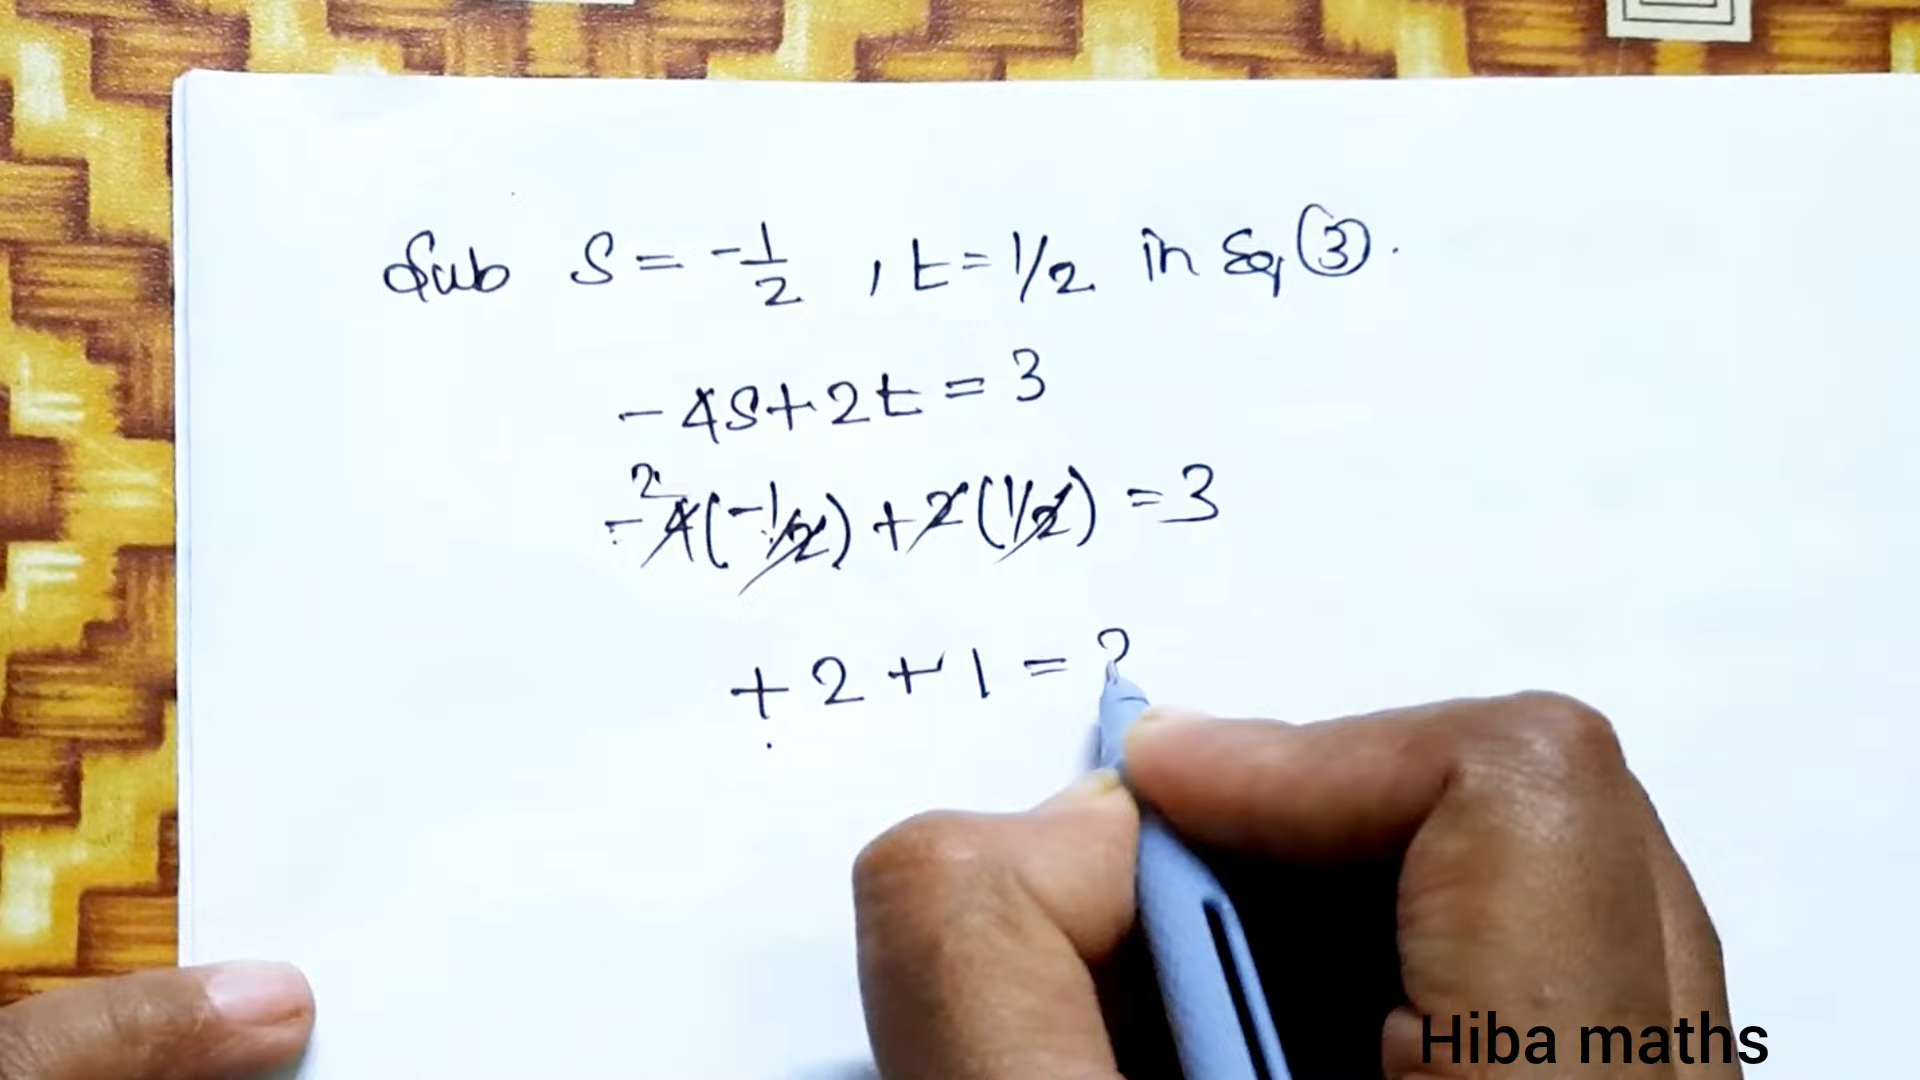 Sub S = -1/2 , t = 1/2 in Eq ③.
- 4S + 2t = 3
2
- 4(-1/2) + 2(1/2) = 3
+ 2 + 1 =
Hiba maths